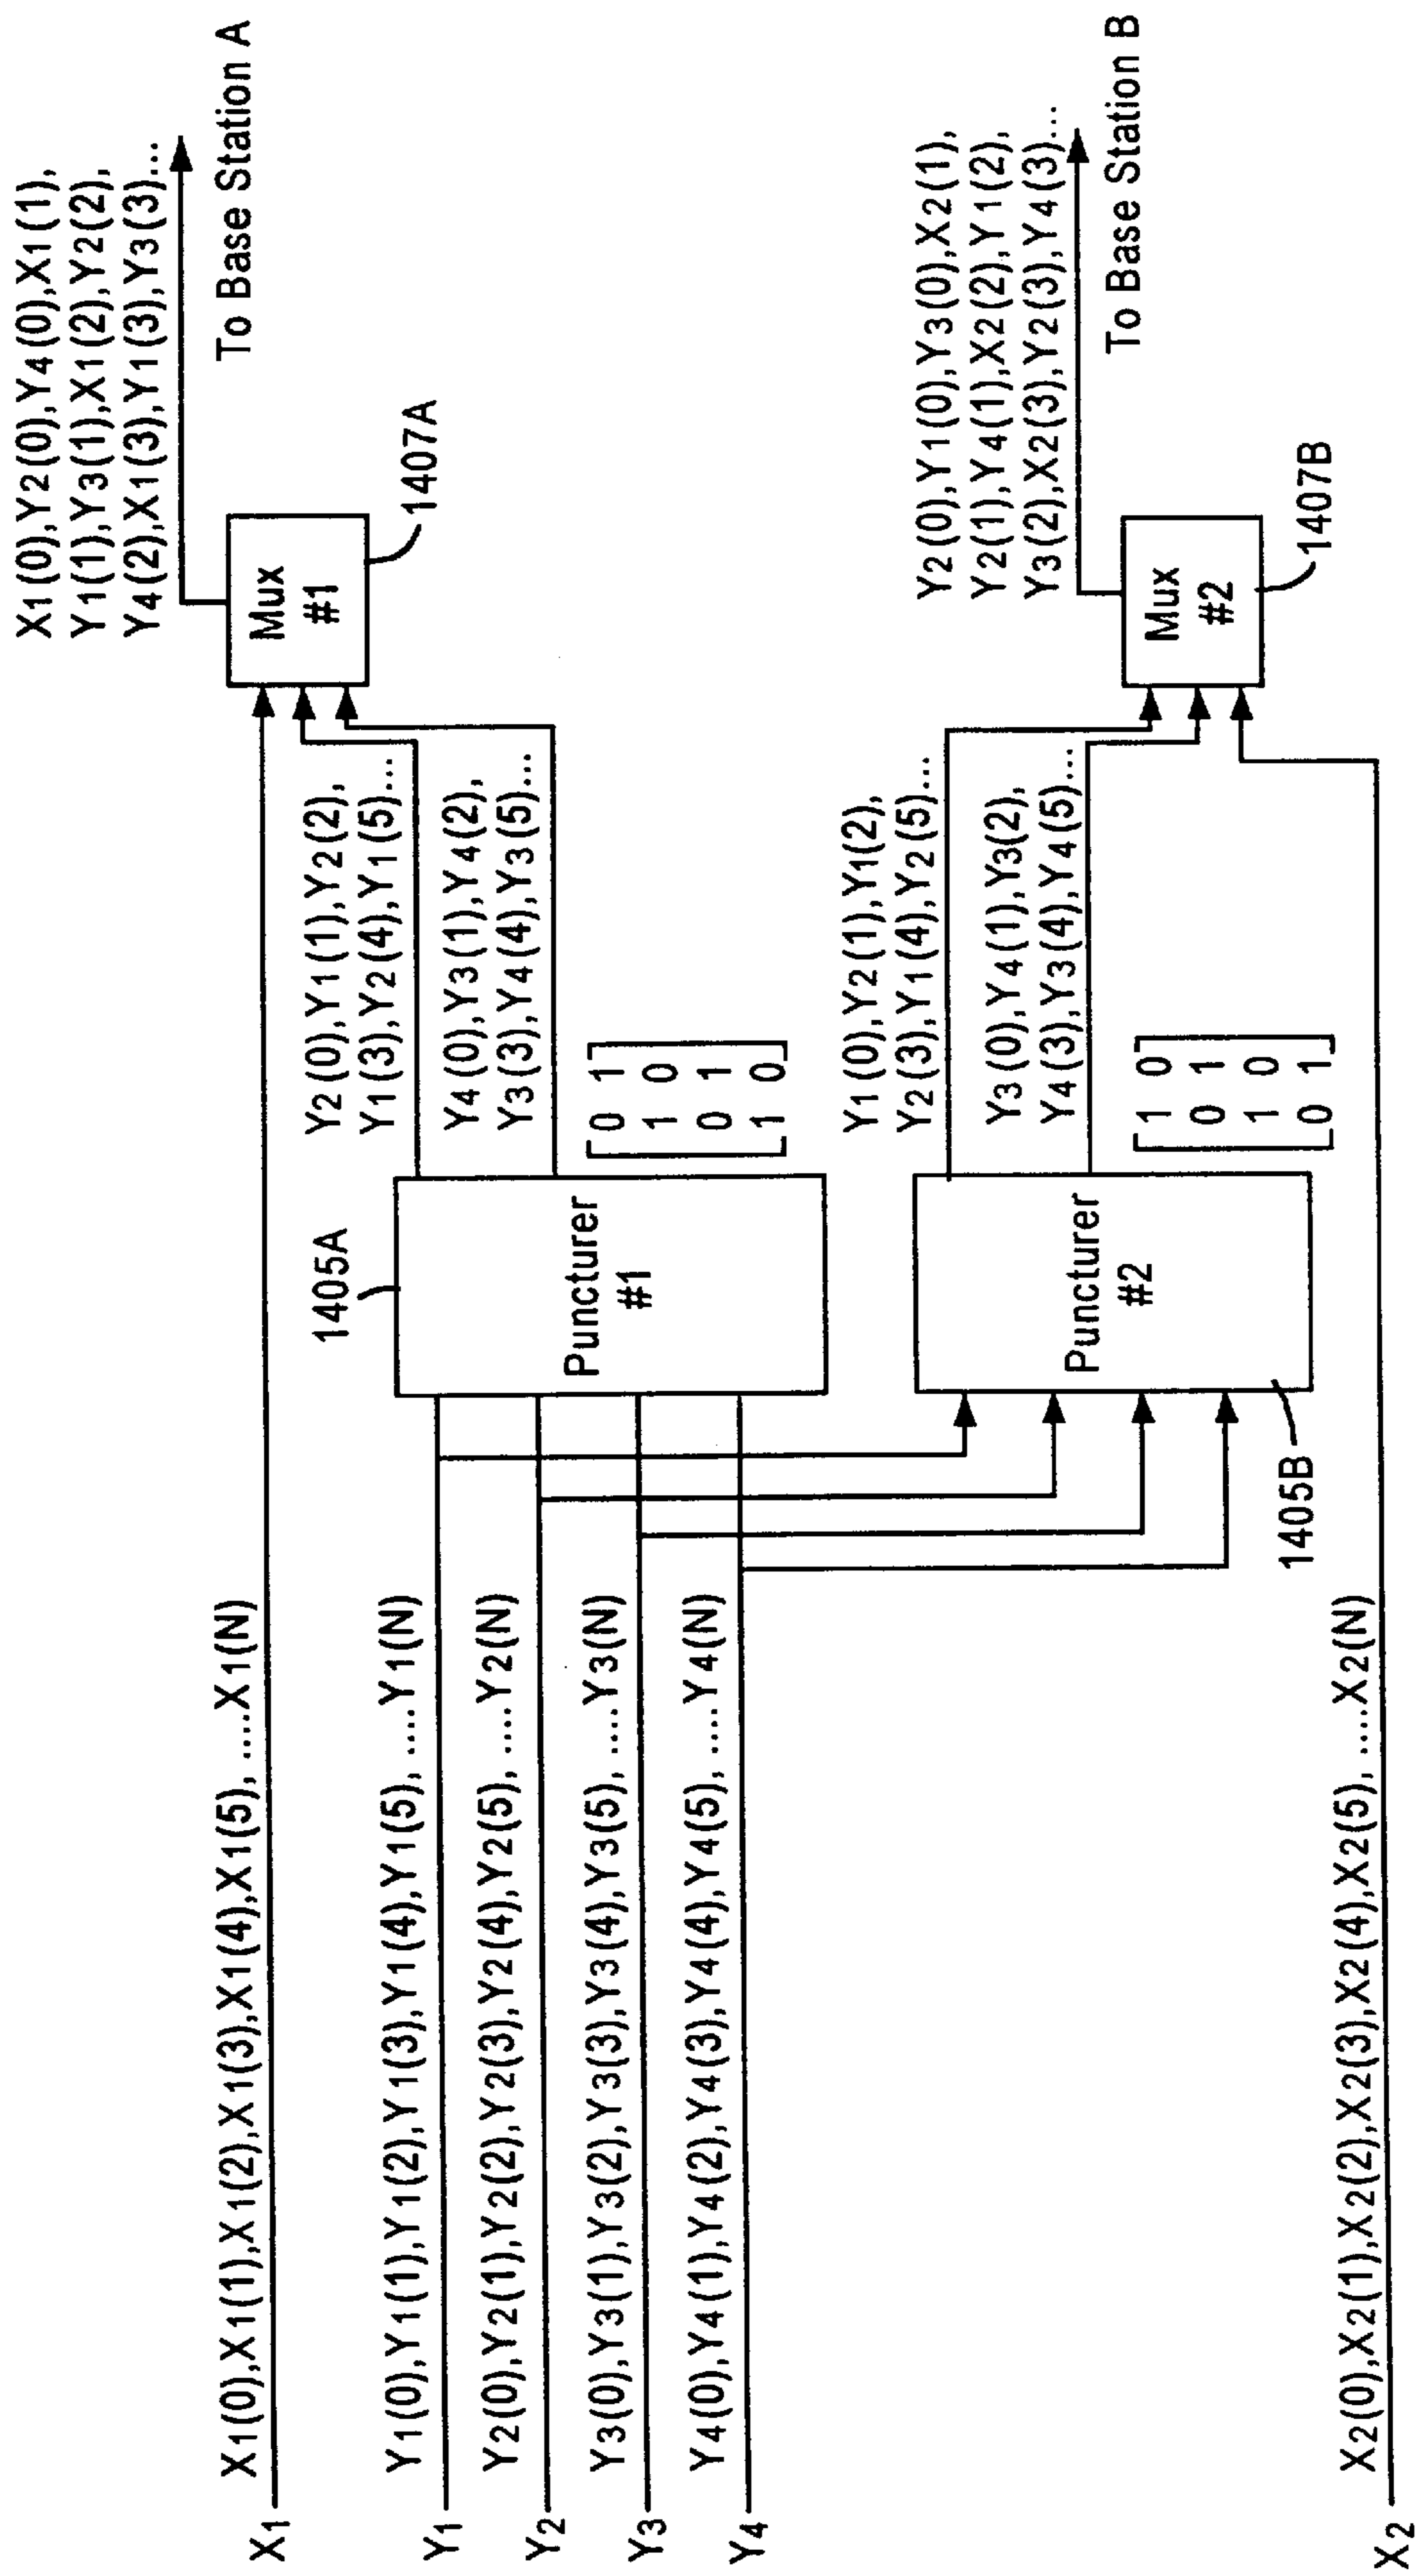 X1(0),Y2(0),Y4(0),X1(1),
Y1(1),Y3(1),X1(2),Y2(2),
Y4(2),X1(3),Y1(3),Y3(3)...
To Base Station A
X1
X1(0),X1(1),X1(2),X1(3),X1(4),X1(5), ....X1(N)
Mux
#1
1407A
1405A
Y2(0),Y1(1),Y2(2),
Y1(3),Y2(4),Y1(5)...
Y4(0),Y3(1),Y4(2),
Y3(3),Y4(4),Y3(5)...
Y1
Y1(0),Y1(1),Y1(2),Y1(3),Y1(4),Y1(5), ....Y1(N)
Y2
Y2(0),Y2(1),Y2(2),Y2(3),Y2(4),Y2(5), ....Y2(N)
Y3
Y3(0),Y3(1),Y3(2),Y3(3),Y3(4),Y3(5), ....Y3(N)
Y4
Y4(0),Y4(1),Y4(2),Y4(3),Y4(4),Y4(5), ....Y4(N)
Puncturer
#1
0 1
1 0
0 1
1 0
Y1(0),Y2(1),Y1(2),
Y2(3),Y1(4),Y2(5)...
Y3(0),Y4(1),Y3(2),
Y4(3),Y3(4),Y4(5)...
Y2(0),Y1(0),Y3(0),X2(1),
Y2(1),Y4(1),X2(2),Y1(2),
Y3(2),X2(3),Y2(3),Y4(3)...
To Base Station B
Puncturer
#2
1 0
0 1
1 0
0 1
Mux
#2
1407B
1405B
X2
X2(0),X2(1),X2(2),X2(3),X2(4),X2(5), ....X2(N)